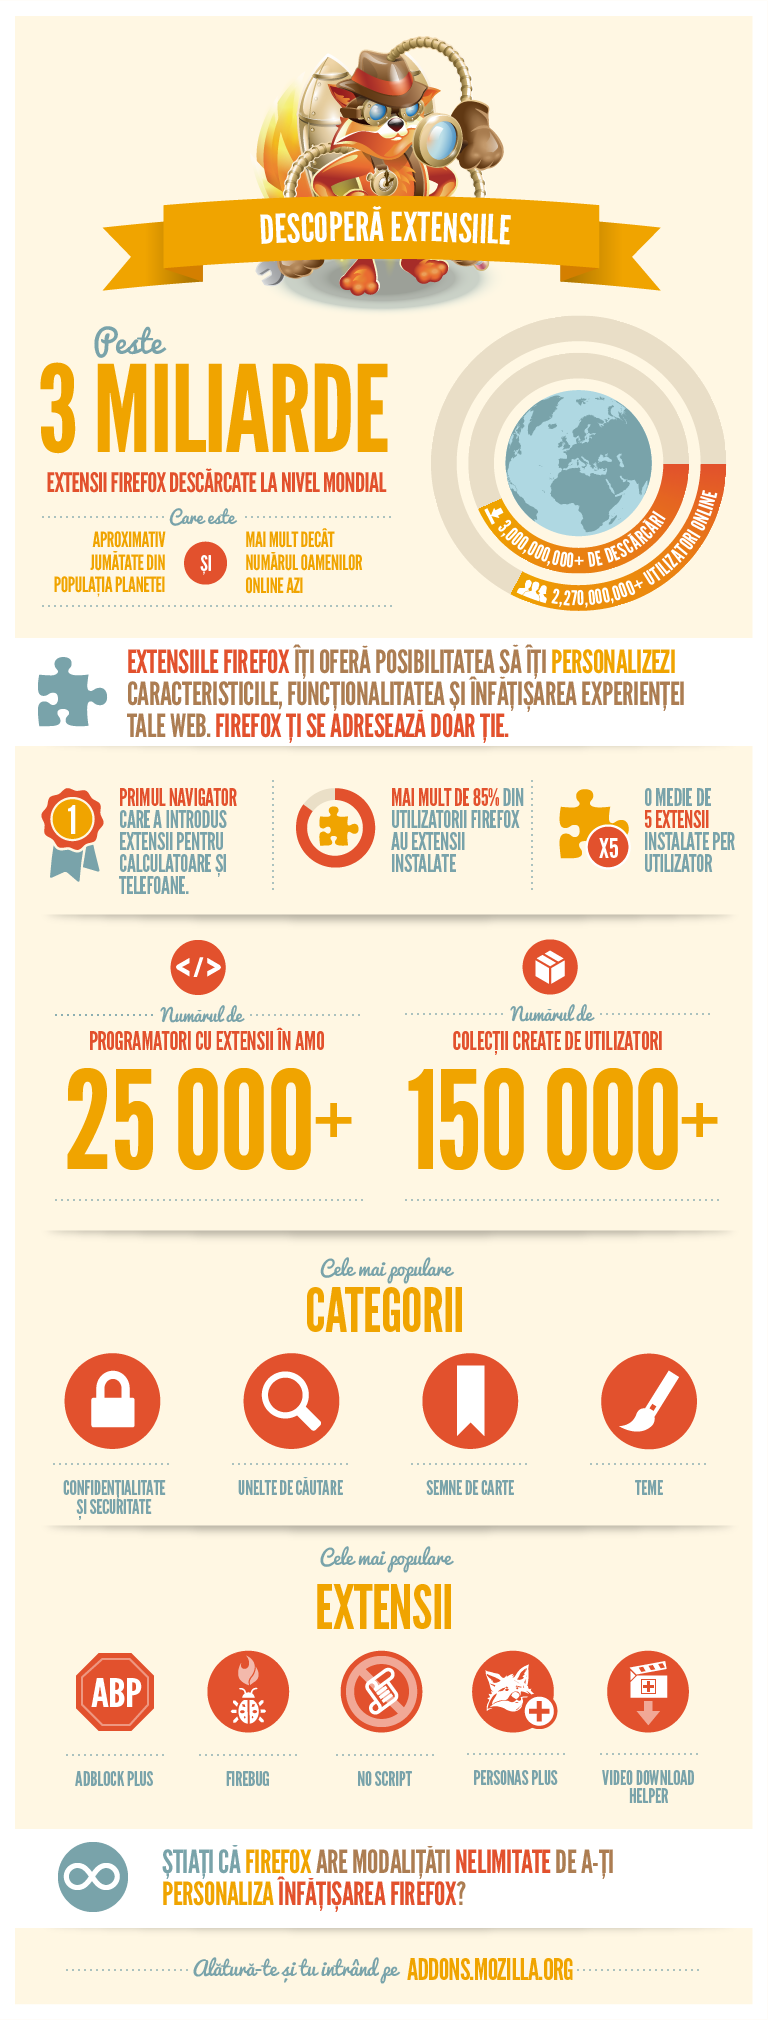 DESCOPERĂ EXTENSIILE
Peste
3 MILIARDE
EXTENSII FIREFOX DESCĂRCATE LA NIVEL MONDIAL
Care este
APROXIMATIV
JUMĂTATE DIN
POPULAȚIA PLANETEI
ȘI
MAI MULT DECÂT
NUMĂRUL OAMENILOR
ONLINE AZI
3,000,000,000+ DE DESCĂRCĂRI
2,270,000,000+ UTILIZATORI ONLINE
EXTENSIILE FIREFOX ÎȚI OFERĂ POSIBILITATEA SĂ ÎȚI PERSONALIZEZI
CARACTERISTICILE, FUNCȚIONALITATEA ȘI ÎNFĂȚIȘAREA EXPERIENȚEI
TALE WEB. FIREFOX ȚI SE ADRESEAZĂ DOAR ȚIE.
1
PRIMUL NAVIGATOR
CARE A INTRODUS
EXTENSII PENTRU
CALCULATOARE ȘI
TELEFOANE.
MAI MULT DE 85% DIN
UTILIZATORII FIREFOX
AU EXTENSII
INSTALATE
X5
O MEDIE DE
5 EXTENSII
INSTALATE PER
UTILIZATOR
</>
Numărul de
PROGRAMATORI CU EXTENSII ÎN AMO
25 000+
Numărul de
COLECȚII CREATE DE UTILIZATORI
150 000+
Cele mai populare
CATEGORII
CONFIDENȚIALITATE
ȘI SECURITATE
UNELTE DE CĂUTARE
SEMNE DE CARTE
TEME
Cele mai populare
EXTENSII
ABP
ADBLOCK PLUS
FIREBUG
NO SCRIPT
PERSONAS PLUS
VIDEO DOWNLOAD
HELPER
ȘTIAȚI CĂ FIREFOX ARE MODALITĂȚI NELIMITATE DE A-ȚI
PERSONALIZA ÎNFĂȚIȘAREA FIREFOX?
Alătură-te și tu intrând pe ADDONS.MOZILLA.ORG